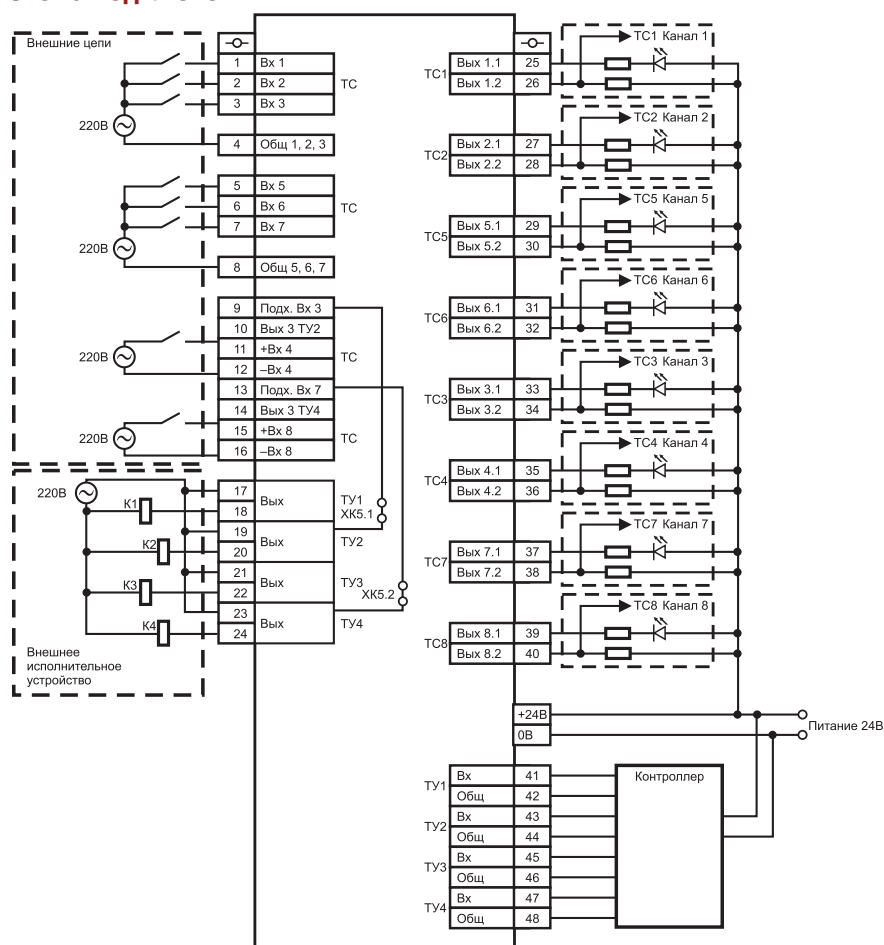 Внешние цепи
220В
1 Вх 1
2 Вх 2
3 Вх 3
ТС
4 Общ 1, 2, 3
220В
5 Вх 5
6 Вх 6
7 Вх 7
ТС
8 Общ 5, 6, 7
220В
9 Подх. Вх 3
10 Вых 3 ТУ2
11 +Вх 4
12 –Вх 4
ТС
220В
13 Подх. Вх 7
14 Вых 3 ТУ4
15 +Вх 8
16 –Вх 8
ТС
220В
К1
К2
К3
К4
17
18
Вых
ТУ1
ХК5.1
19
20
Вых
ТУ2
21
22
Вых
ТУ3
ХК5.2
23
24
Вых
ТУ4
Внешнее
исполнительное
устройство
ТС1
Вых 1.1 25
Вых 1.2 26
ТС1 Канал 1
ТС2
Вых 2.1 27
Вых 2.2 28
ТС2 Канал 2
ТС5
Вых 5.1 29
Вых 5.2 30
ТС5 Канал 5
ТС6
Вых 6.1 31
Вых 6.2 32
ТС6 Канал 6
ТС3
Вых 3.1 33
Вых 3.2 34
ТС3 Канал 3
ТС4
Вых 4.1 35
Вых 4.2 36
ТС4 Канал 4
ТС7
Вых 7.1 37
Вых 7.2 38
ТС7 Канал 7
ТС8
Вых 8.1 39
Вых 8.2 40
ТС8 Канал 8
+24В
0В
Питание 24В
ТУ1
Вх 41
Общ 42
ТУ2
Вх 43
Общ 44
ТУ3
Вх 45
Общ 46
ТУ4
Вх 47
Общ 48
Контроллер